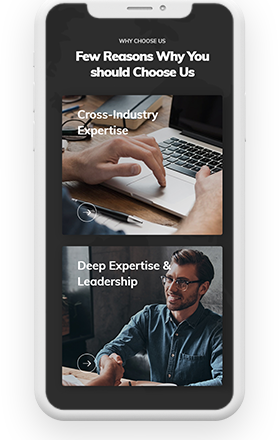 WHY CHOOSE US
Few Reasons Why You
should Choose Us
Cross-Industry
Expertise
Deep Expertise &
Leadership